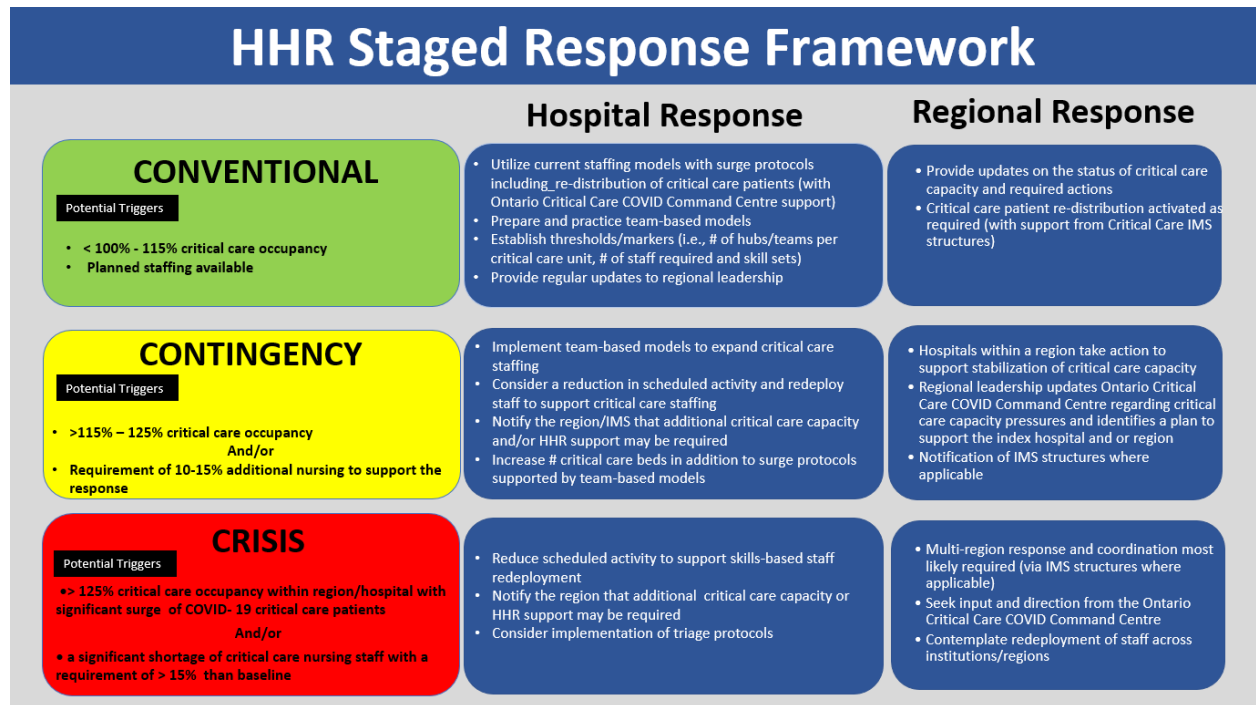 HHR Staged Response Framework
Hospital Response
Regional Response
CONVENTIONAL
Potential Triggers
• < 100% - 115% critical care occupancy
• Planned staffing available
• Utilize current staffing models with surge protocols
including_re-distribution of critical care patients (with
Ontario Critical Care COVID Command Centre support)
• Prepare and practice team-based models
• Establish thresholds/markers (i.e., # of hubs/teams per
critical care unit, # of staff required and skill sets)
• Provide regular updates to regional leadership
• Provide updates on the status of critical care
capacity and required actions
• Critical care patient re-distribution activated as
required (with support from Critical Care IMS
structures)
CONTINGENCY
Potential Triggers
• >115% – 125% critical care occupancy
And/or
• Requirement of 10-15% additional nursing to support the
response
• Implement team-based models to expand critical care
staffing
• Consider a reduction in scheduled activity and redeploy
staff to support critical care staffing
• Notify the region/IMS that additional critical care capacity
and/or HHR support may be required
• Increase # critical care beds in addition to surge protocols
supported by team-based models
• Hospitals within a region take action to
support stabilization of critical care capacity
• Regional leadership updates Ontario Critical
Care COVID Command Centre regarding critical
care capacity pressures and identifies a plan to
support the index hospital and or region
• Notification of IMS structures where
applicable
CRISIS
Potential Triggers
•> 125% critical care occupancy within region/hospital with
significant surge of COVID- 19 critical care patients
And/or
• a significant shortage of critical care nursing staff with a
requirement of > 15% than baseline
• Reduce scheduled activity to support skills-based staff
redeployment
• Notify the region that additional critical care capacity or
HHR support may be required
• Consider implementation of triage protocols
• Multi-region response and coordination most
likely required (via IMS structures where
applicable)
• Seek input and direction from the Ontario
Critical Care COVID Command Centre
• Contemplate redeployment of staff across
institutions/regions